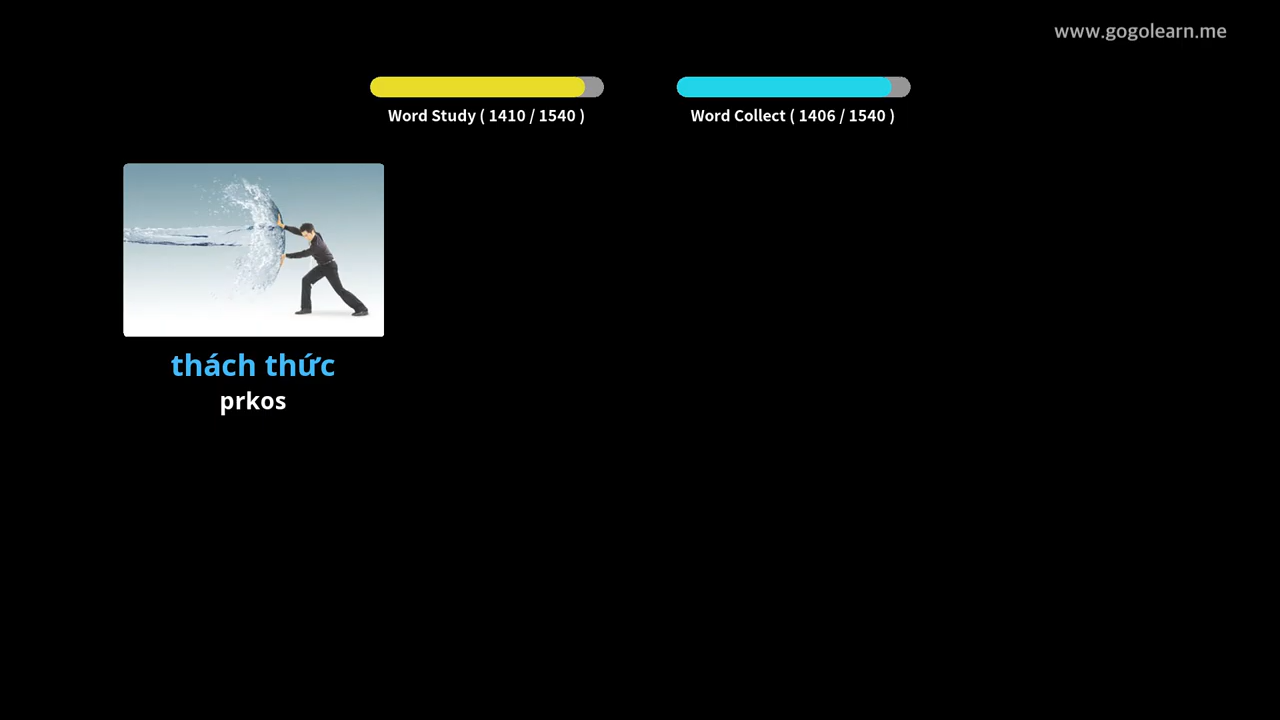 www.gogolearn.me
Word Study ( 1410 / 1540 )
Word Collect ( 1406 / 1540 )
thách thức
prkos